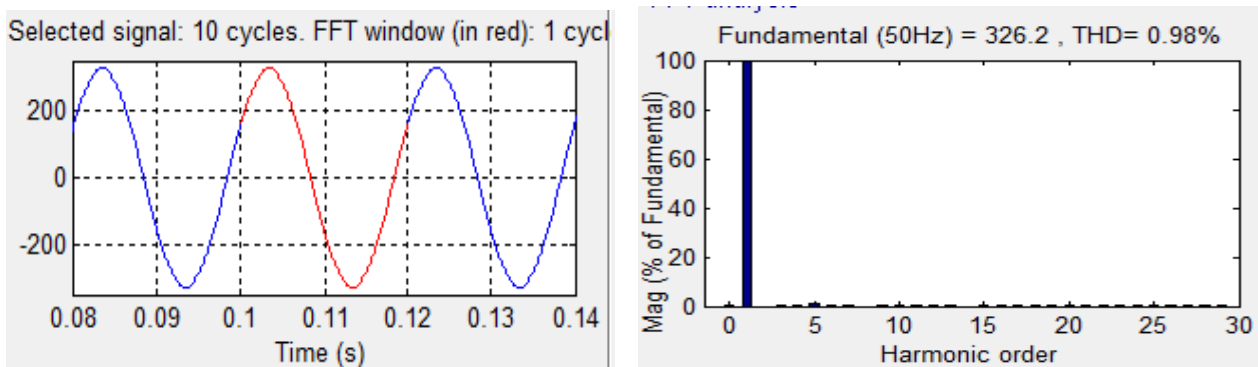 Selected signal: 10 cycles. FFT window (in red): 1 cycl
200
0
-200
0.08 0.09 0.1 0.11 0.12 0.13 0.14
Time (s)
Fundamental (50Hz) = 326.2 , THD= 0.98%
Mag (% of Fundamental)
100
80
60
40
20
0
0 5 10 15 20 25 30
Harmonic order